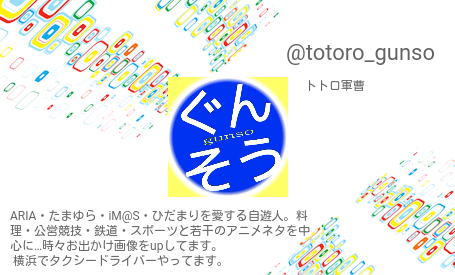 @totoro_gunso
トトロ軍曹
ぐん
gunso
そう
ARIA・たまゆら・iM@S・ひだまりを愛する自遊人。料
理・公営競技・鉄道・スポーツと若干のアニメネタを中
心に...時々お出かけ画像をupしてます。
横浜でタクシードライバーやってます。